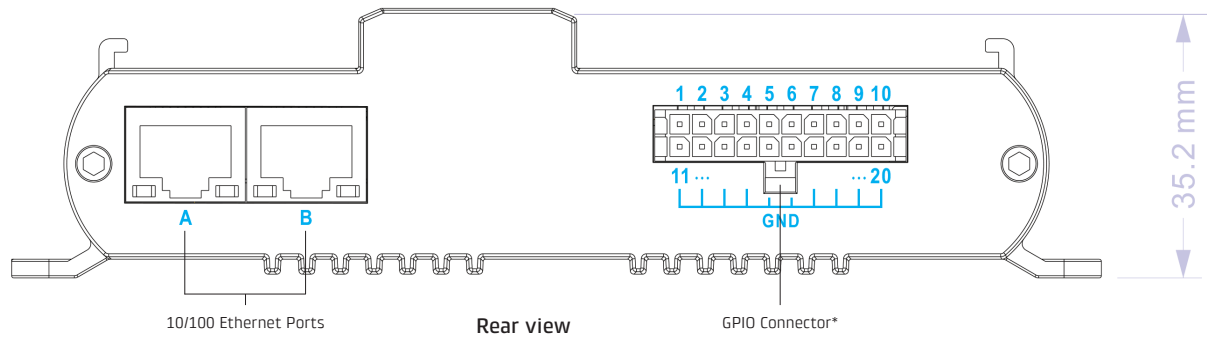 1 2 3 4 5 6 7 8 9 10
11 ... ... 20
GND
A B
35.2 mm
10/100 Ethernet Ports
Rear view
GPIO Connector*